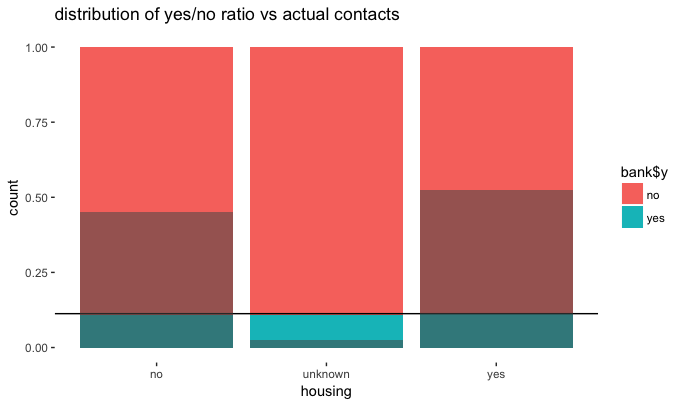 distribution of yes/no ratio vs actual contacts
1.00
0.75
0.50
0.25
0.00
count
no
unknown
yes
housing
bank$y
no
yes